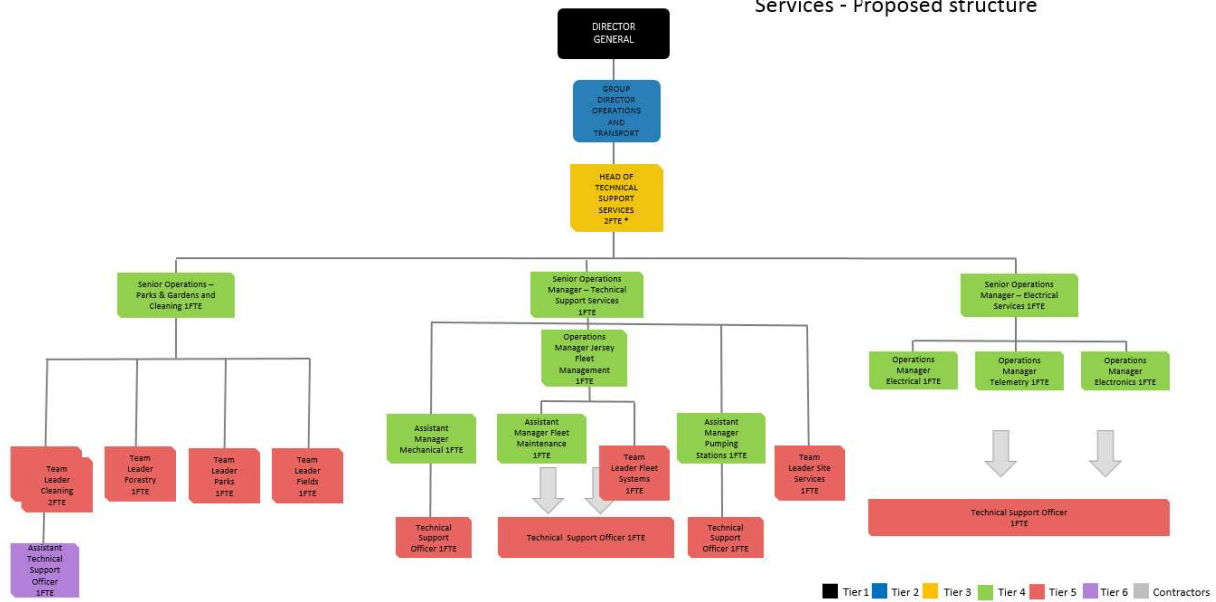 Services - Proposed structure
DIRECTOR
GENERAL
GROUP
DIRECTOR
OPERATIONS
AND
TRANSPORT
HEAD OF
TECHNICAL
SUPPORT
SERVICES
2FTE *
Senior Operations –
Parks & Gardens and
Cleaning 1FTE
Senior Operations
Manager – Technical
Support Services
1FTE
Senior Operations
Manager – Electrical
Services 1FTE
Operations
Manager Jersey
Fleet
Management
1FTE
Operations
Manager
Electrical 1FTE
Operations
Manager
Telemetry 1FTE
Operations
Manager
Electronics 1FTE
Assistant
Manager
Mechanical 1FTE
Assistant
Manager Fleet
Maintenance
1FTE
Assistant
Manager
Pumping
Stations 1FTE
Team
Leader
Cleaning
2FTE
Team
Leader
Forestry
1FTE
Team
Leader
Parks
1FTE
Team
Leader
Fields
1FTE
Team
Leader Fleet
Systems
1FTE
Team
Leader Site
Services
1FTE
Technical
Support
Officer 1FTE
Technical Support Officer 1FTE
Technical
Support
Officer 1FTE
Technical Support Officer
1FTE
Assistant
Technical
Support
Officer
1FTE
Tier 1 Tier 2 Tier 3 Tier 4 Tier 5 Tier 6 Contractors